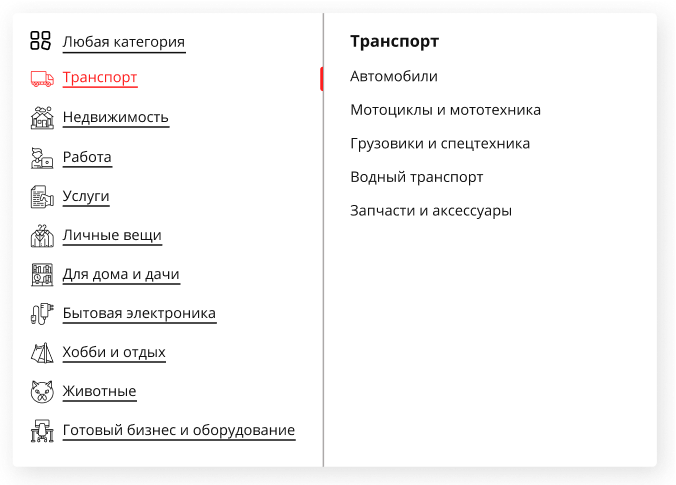 Любая категория
Транспорт
Недвижимость
Работа
Услуги
Личные вещи
Для дома и дачи
Бытовая электроника
Хобби и отдых
Животные
Готовый бизнес и оборудование
Транспорт
Автомобили
Мотоциклы и мототехника
Грузовики и спецтехника
Водный транспорт
Запчасти и аксессуары